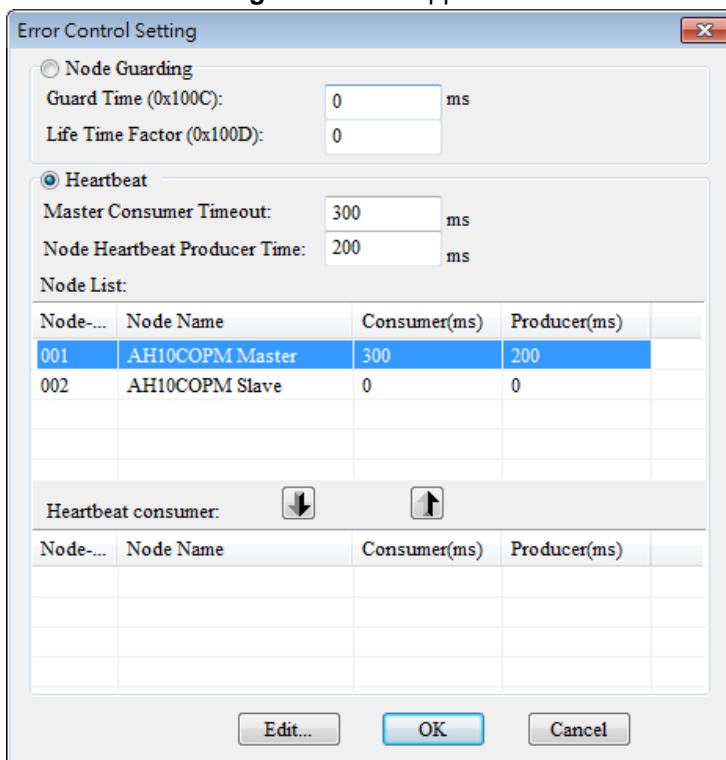 Error Control Setting
Node Guarding
Guard Time (0x100C): 0 ms
Life Time Factor (0x100D): 0
Heartbeat
Master Consumer Timeout: 300 ms
Node Heartbeat Producer Time: 200 ms
Node List:
Node-... Node Name Consumer(ms) Producer(ms)
001 AH10COPM Master 300 200
002 AH10COPM Slave 0 0
Heartbeat consumer:
Node-... Node Name Consumer(ms) Producer(ms)
Edit... OK Cancel